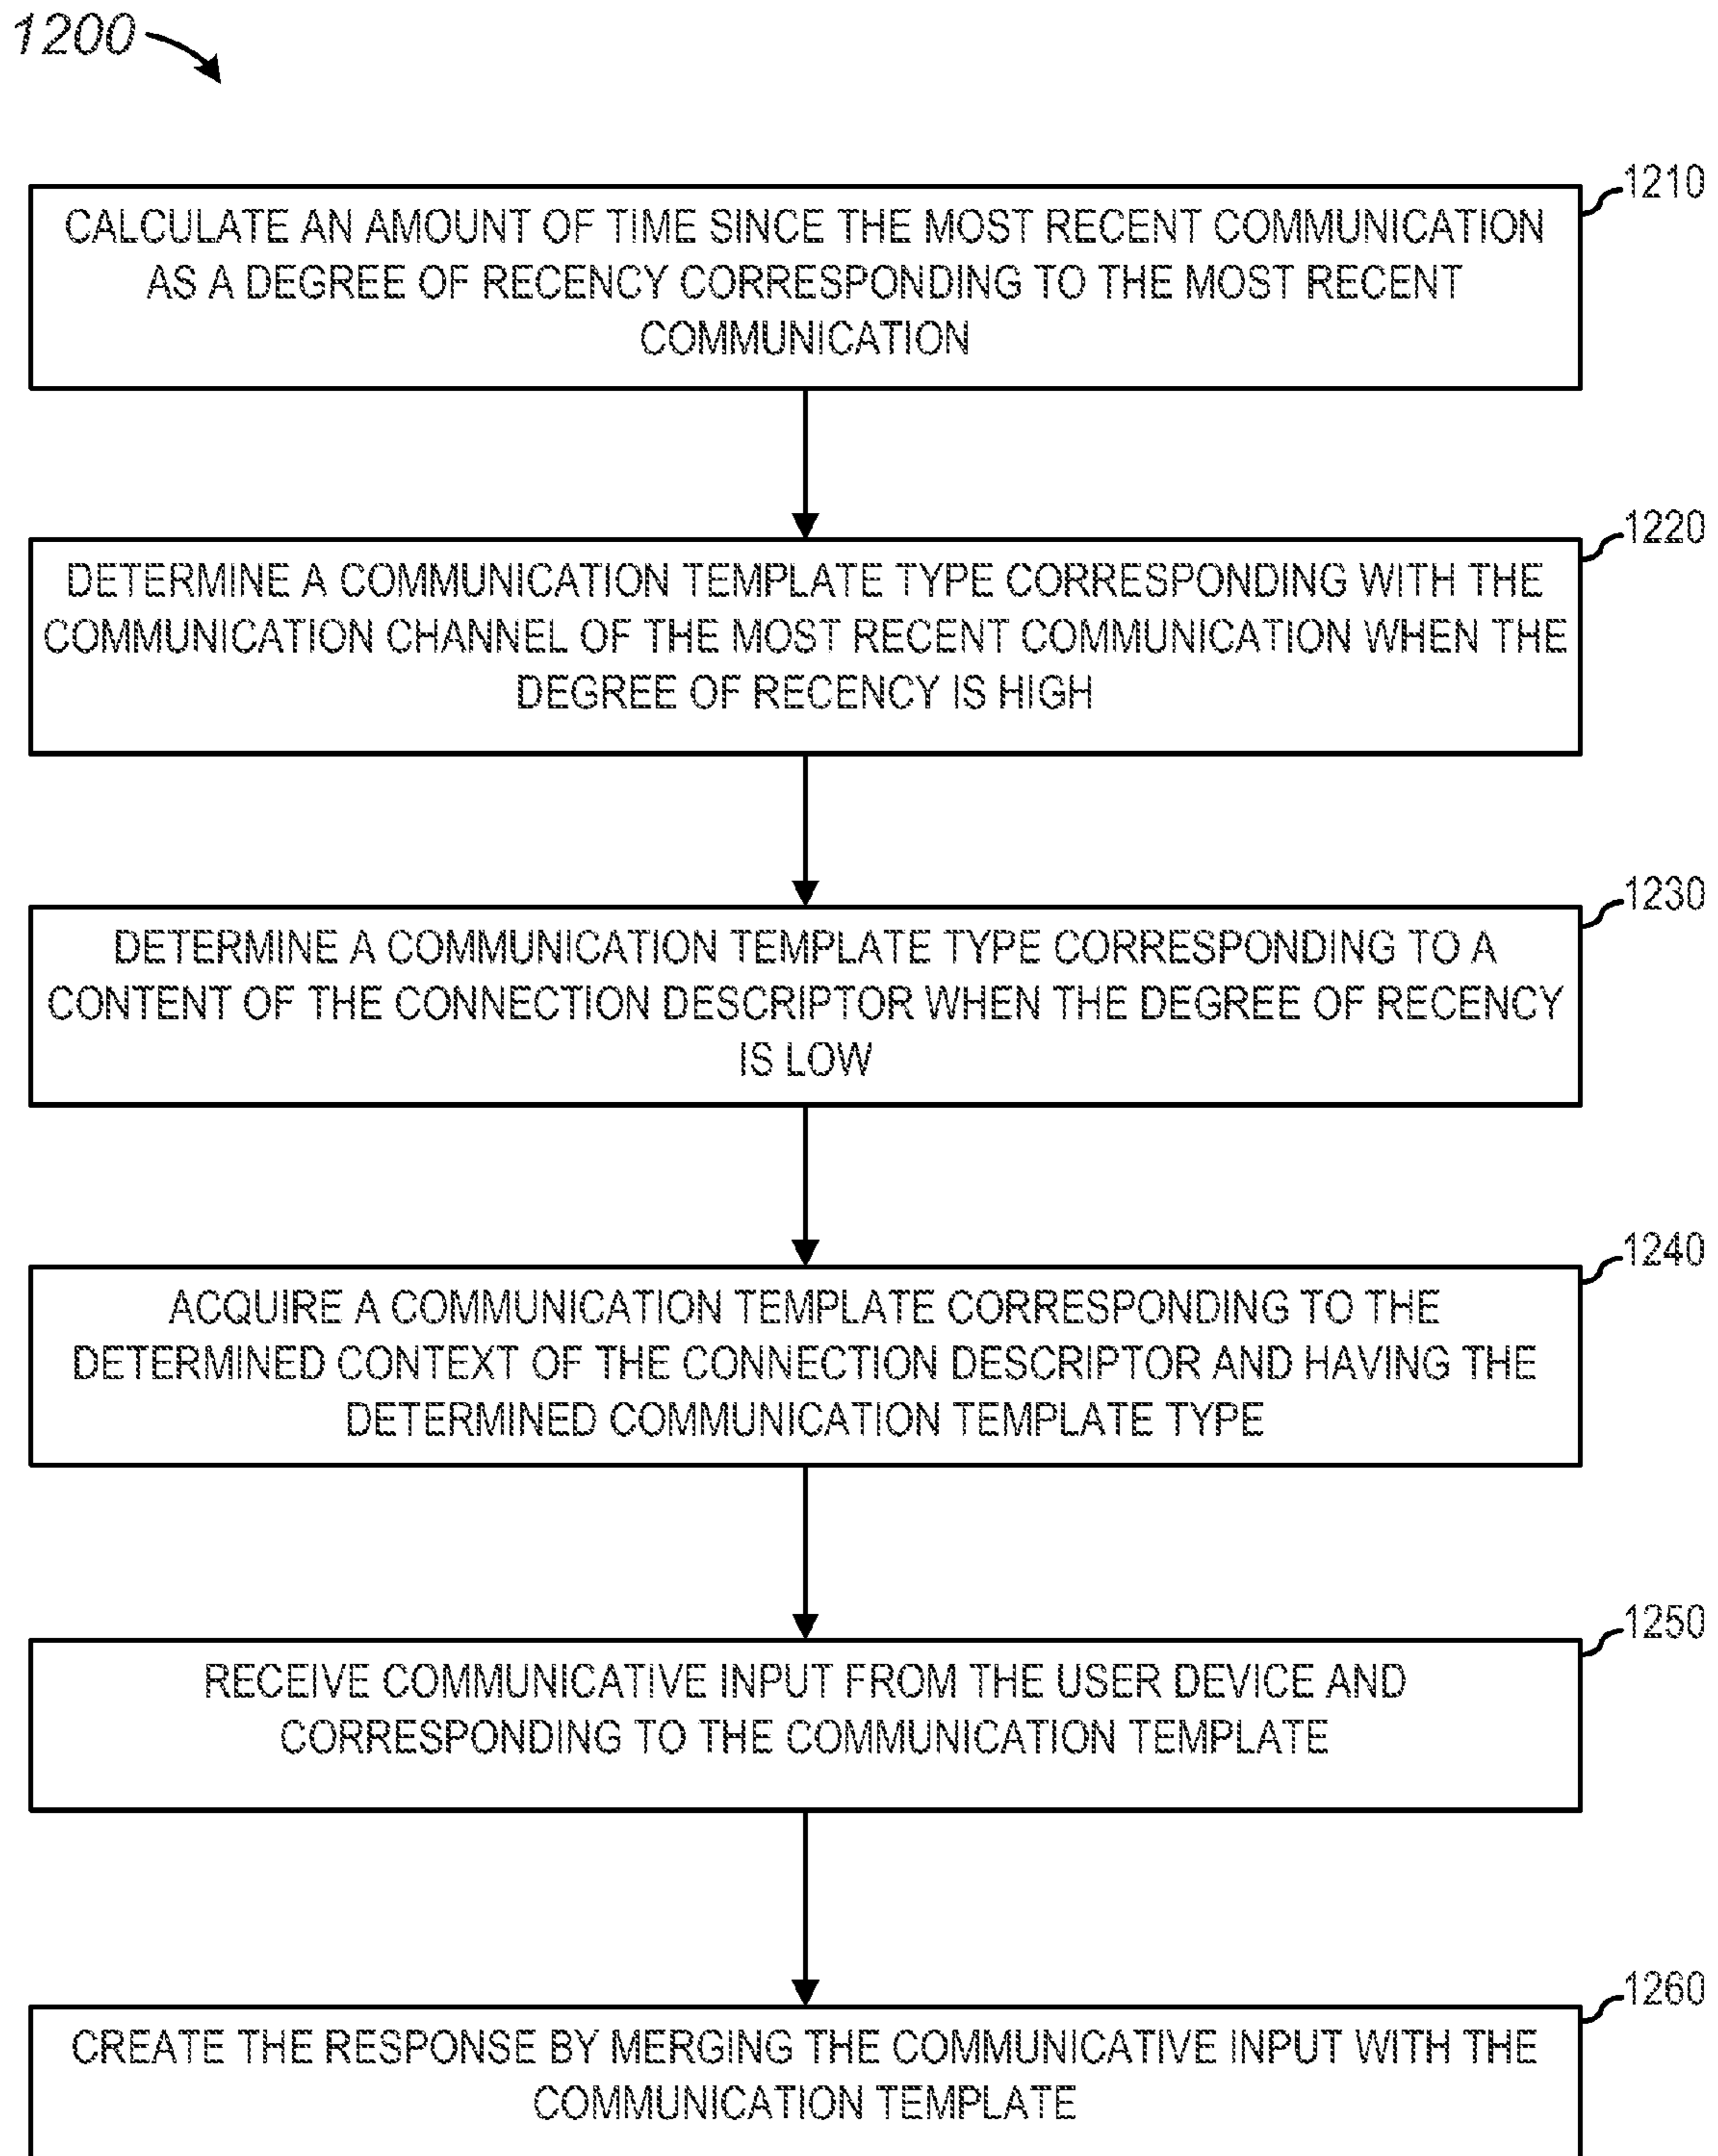 1200
1210
CALCULATE AN AMOUNT OF TIME SINCE THE MOST RECENT COMMUNICATION
AS A DEGREE OF RECENCY CORRESPONDING TO THE MOST RECENT
COMMUNICATION
1220
DETERMINE A COMMUNICATION TEMPLATE TYPE CORRESPONDING WITH THE
COMMUNICATION CHANNEL OF THE MOST RECENT COMMUNICATION WHEN THE
DEGREE OF RECENCY IS HIGH
1230
DETERMINE A COMMUNICATION TEMPLATE TYPE CORRESPONDING TO A
CONTENT OF THE CONNECTION DESCRIPTOR WHEN THE DEGREE OF RECENCY
IS LOW
1240
ACQUIRE A COMMUNICATION TEMPLATE CORRESPONDING TO THE
DETERMINED CONTEXT OF THE CONNECTION DESCRIPTOR AND HAVING THE
DETERMINED COMMUNICATION TEMPLATE TYPE
1250
RECEIVE COMMUNICATIVE INPUT FROM THE USER DEVICE AND
CORRESPONDING TO THE COMMUNICATION TEMPLATE
1260
CREATE THE RESPONSE BY MERGING THE COMMUNICATIVE INPUT WITH THE
COMMUNICATION TEMPLATE